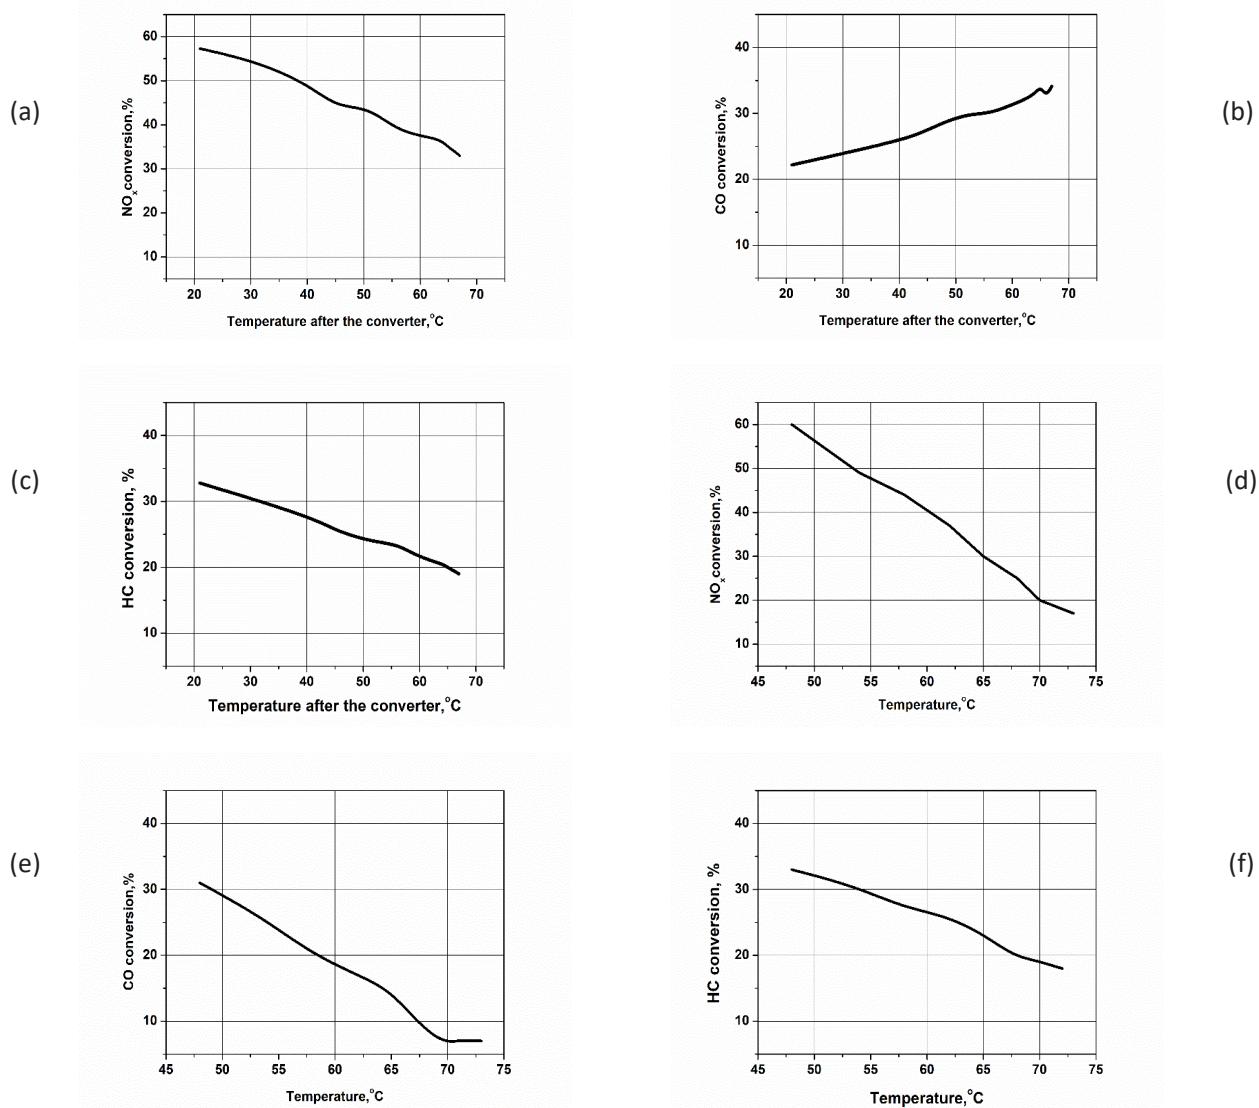 (a)
NOx conversion,%
60
50
40
30
20
10
20 30 40 50 60 70
Temperature after the converter,°C
(b)
CO conversion,%
40
30
20
10
20 30 40 50 60 70
Temperature after the converter,°C
(c)
HC conversion, %
40
30
20
10
20 30 40 50 60 70
Temperature after the converter,°C
(d)
NOx conversion,%
60
50
40
30
20
10
45 50 55 60 65 70 75
Temperature,°C
(e)
CO conversion,%
40
30
20
10
45 50 55 60 65 70 75
Temperature,°C
(f)
HC conversion, %
40
30
20
10
45 50 55 60 65 70 75
Temperature,°C